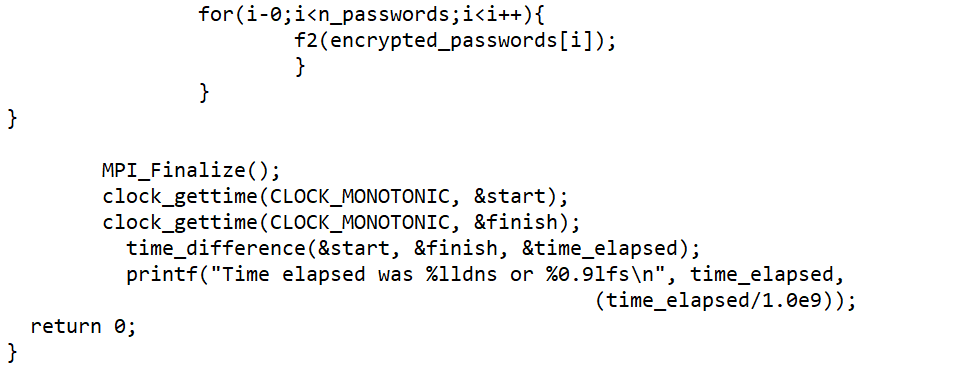 for(i-0;i<n_passwords;i<i++){
f2(encrypted_passwords[i]);
}
}
}
MPI_Finalize();
clock_gettime(CLOCK_MONOTONIC, &start);
clock_gettime(CLOCK_MONOTONIC, &finish);
time_difference(&start, &finish, &time_elapsed);
printf("Time elapsed was %lldns or %0.9lfs\n", time_elapsed,
(time_elapsed/1.0e9));
return 0;
}